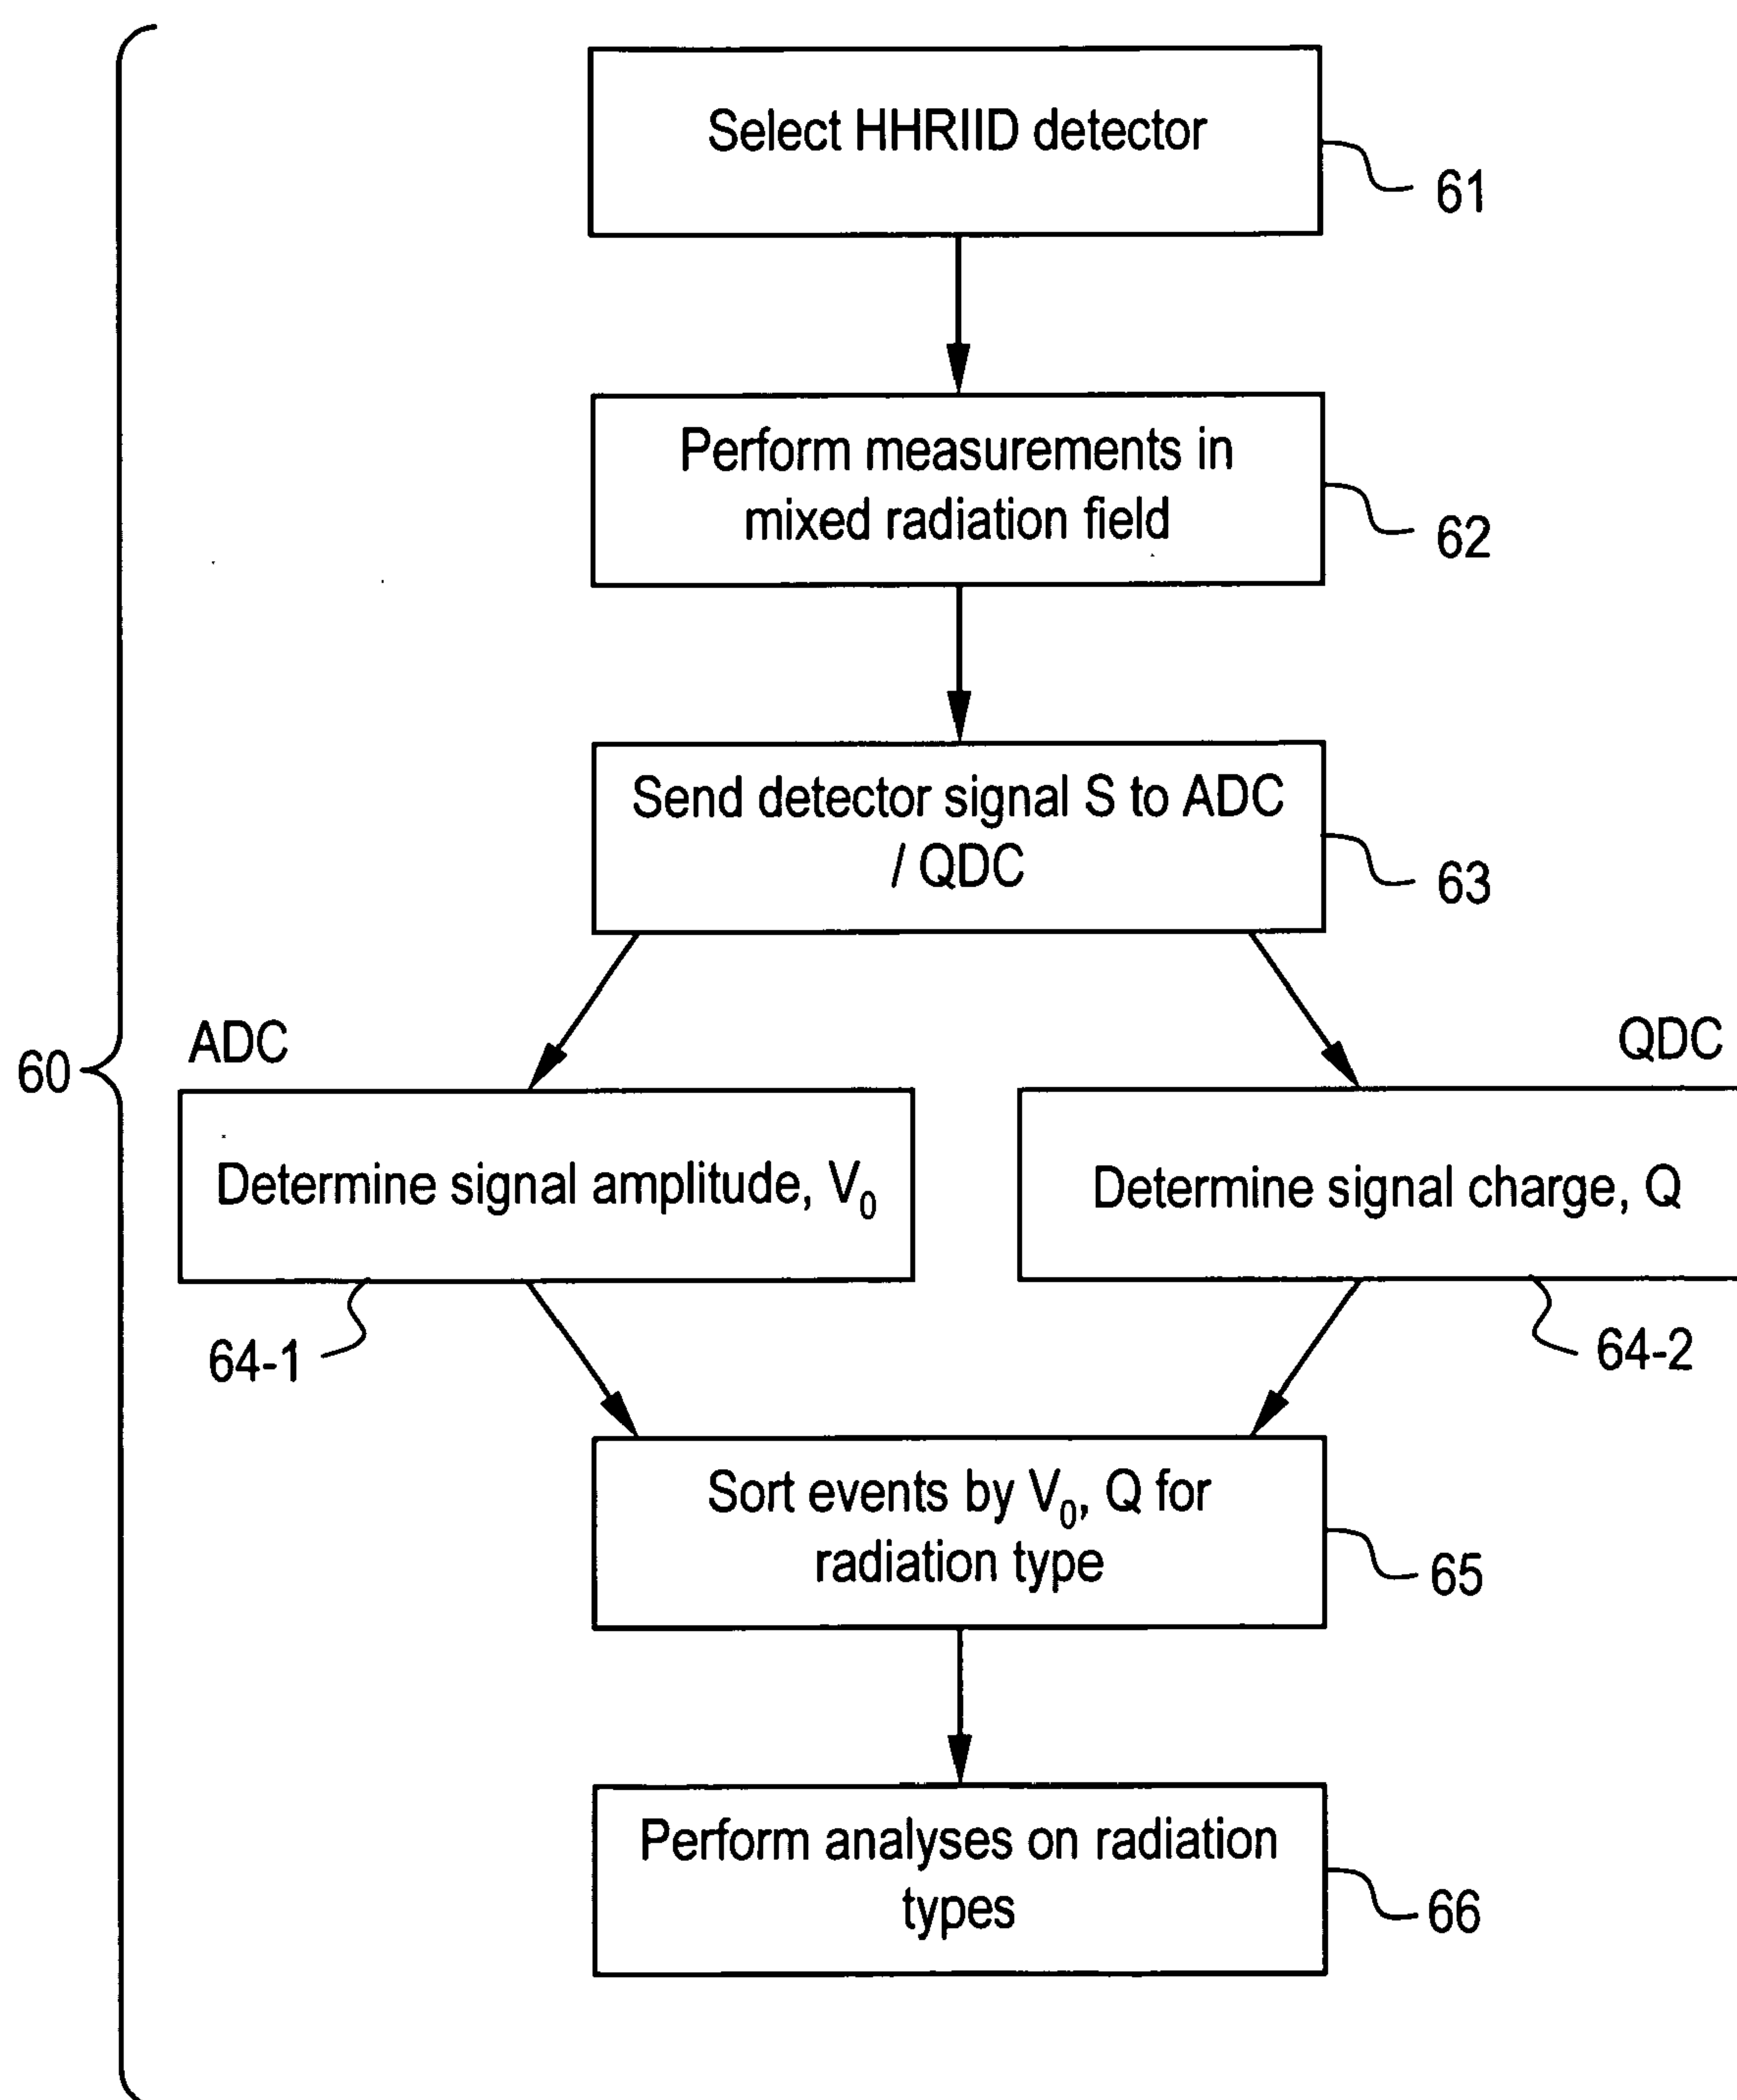 Select HHRIID detector
61
Perform measurements in
mixed radiation field
62
Send detector signal S to ADC
/ QDC
63
60
ADC
QDC
Determine signal amplitude, V₀
Determine signal charge, Q
64-1
64-2
Sort events by V₀, Q for
radiation type
65
Perform analyses on radiation
types
66